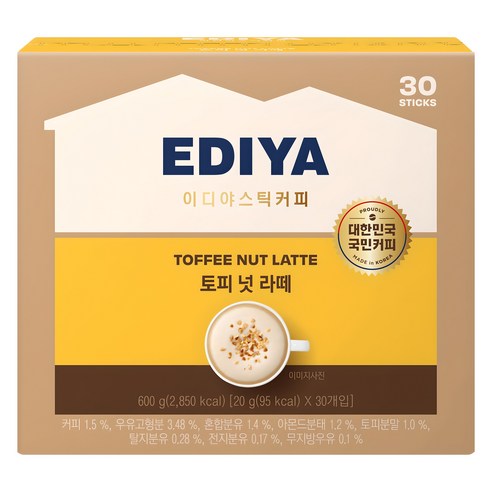 30
STICKS
EDIYA
이디야스틱커피
PROUDLY
대한민국
국민커피
MADE in KOREA
TOFFEE NUT LATTE
토피 넛 라떼
이미지사진
600 g(2,850 kcal) [20 g(95 kcal) X 30개입]
커피 1.5 %, 우유고형분 3.48 %, 혼합분유 1.4 %, 아몬드분태 1.2 %, 토피분말 1.0 %,
탈지분유 0.28 %, 전지분유 0.17 %, 무지방우유 0.1 %